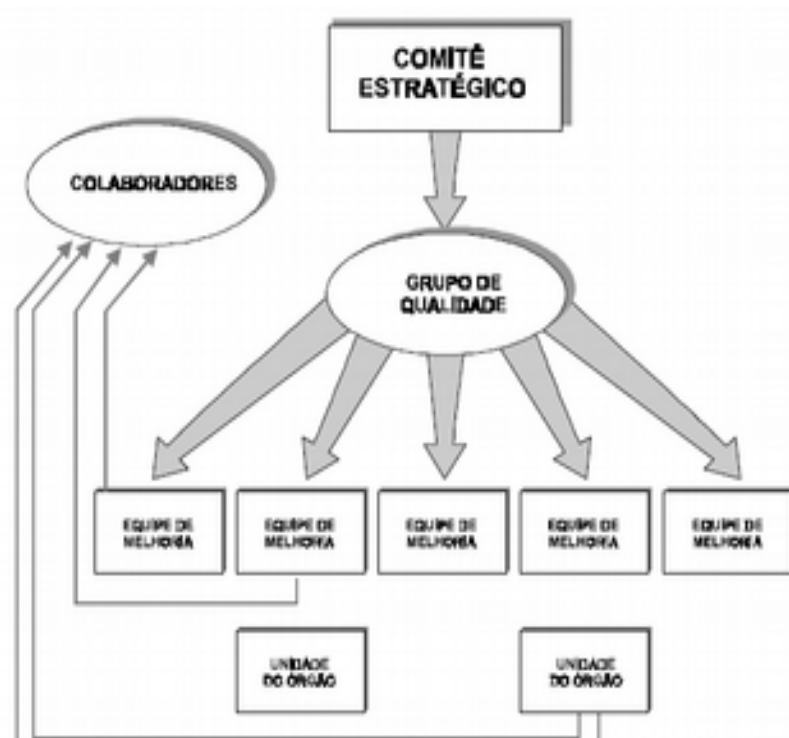 COMITÊ
ESTRATÉGICO
COLABORADORES
GRUPO DE
QUALIDADE
EQUIPE DE
MELHORIA
EQUIPE DE
MELHORIA
EQUIPE DE
MELHORIA
EQUIPE DE
MELHORIA
EQUIPE DE
MELHORIA
UNIDADE
DO ÓRGÃO
UNIDADE
DO ÓRGÃO